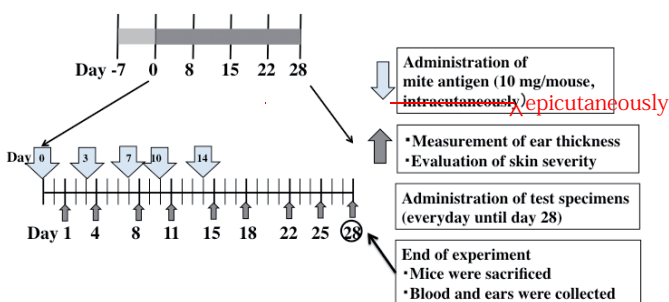 Day -7 0 8 15 22 28
Administration of
mite antigen (10 mg/mouse,
intracutaneously) epicutaneously
・Measurement of ear thickness
・Evaluation of skin severity
Day 0 3 7 10 14
Day 1 4 8 11 15 18 22 25 28
Administration of test specimens
(everyday until day 28)
End of experiment
・Mice were sacrificed
・Blood and ears were collected